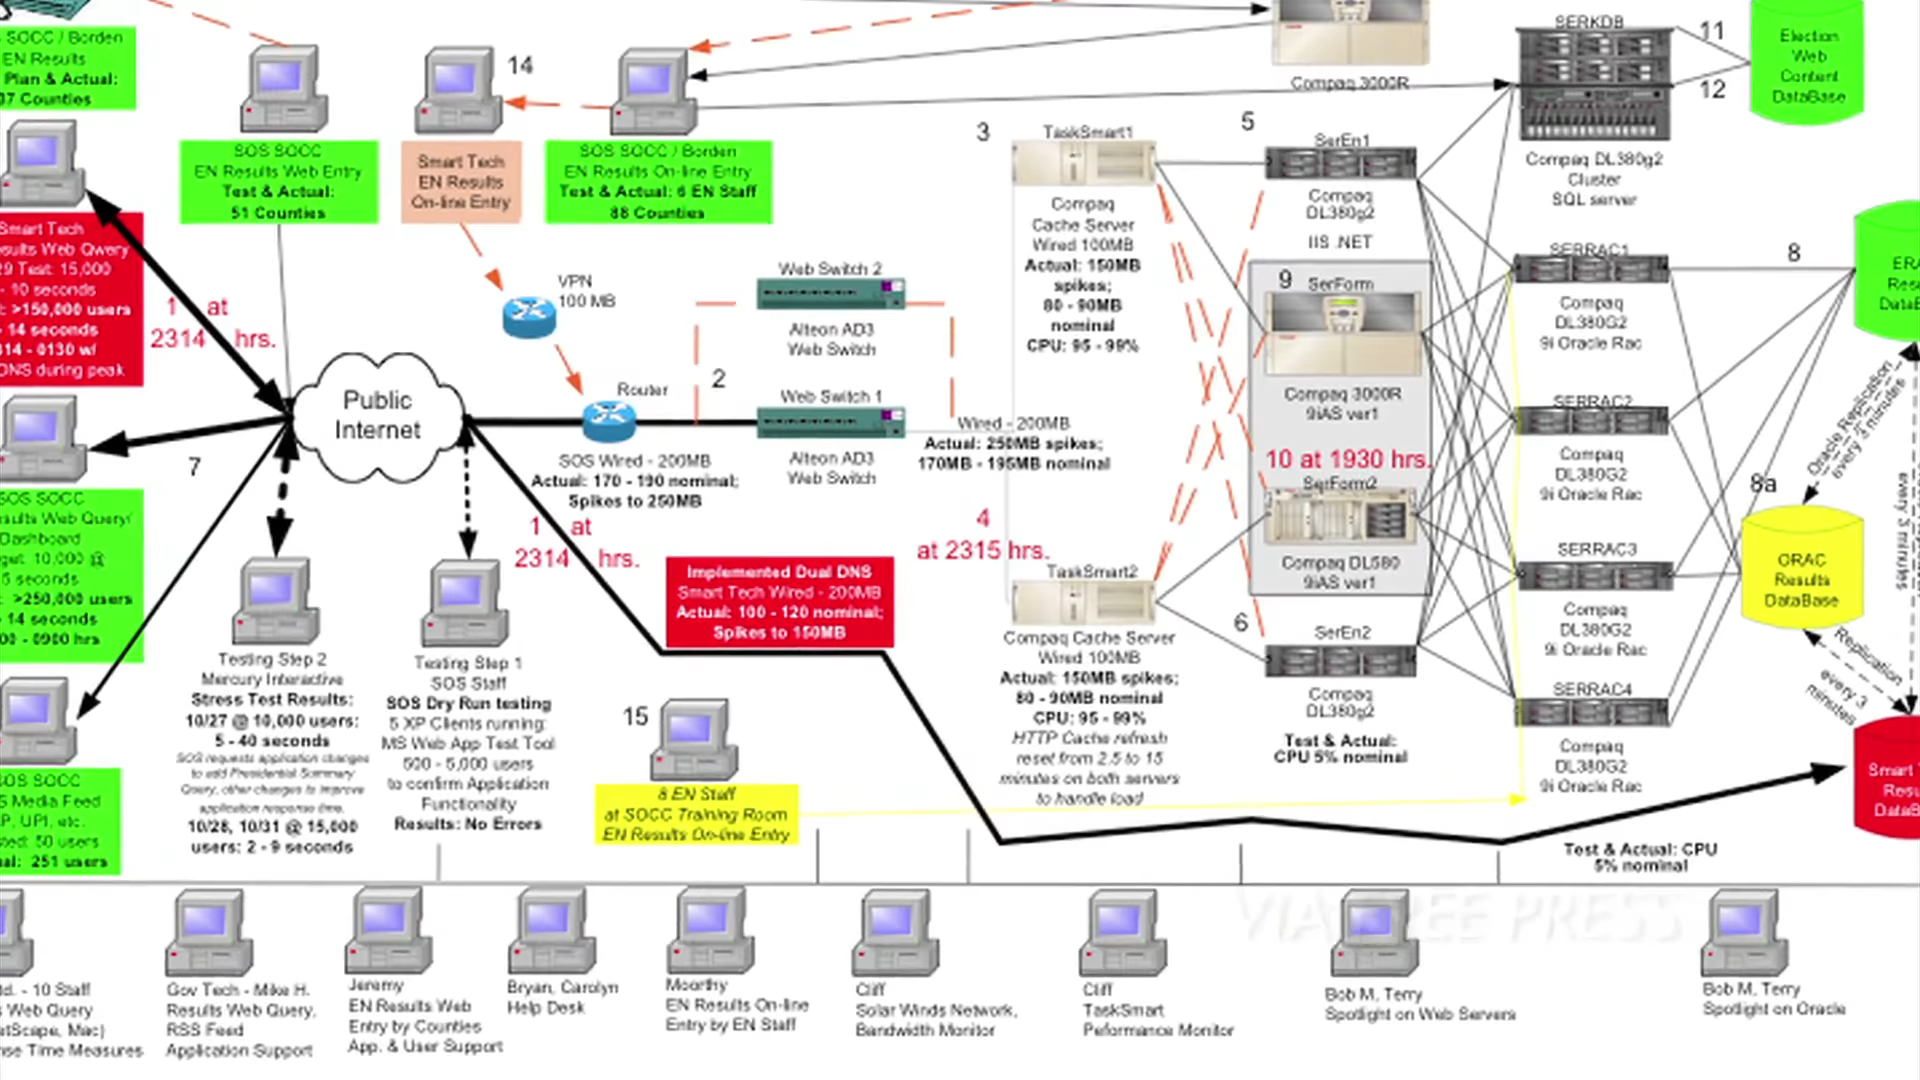 SOCC / Borden
EN Results
Plan & Actual:
37 Counties
SOS SOCC
EN Results Web Entry
Test & Actual:
51 Counties
14
Smart Tech
EN Results
On-line Entry
SOS SOCC / Borden
EN Results On-line Entry
Test & Actual: 6 EN Staff
88 Counties
Compaq 3000R
SERKDB
11
12
Election
Web
Content
DataBase
Compaq DL380g2
Cluster
SQL server
3
TaskSmart1
Compaq
Cache Server
Wired 100MB
Actual: 150MB
spikes;
80 - 90MB
nominal
CPU: 95 - 99%
5
SerEn1
Compaq
DL380g2
IIS .NET
9
SerForm
Compaq 3000R
9iAS ver1
10 at 1930 hrs.
SerForm2
Compaq DL580
9iAS ver1
6
SerEn2
Compaq
DL380g2
Test & Actual:
CPU 5% nominal
SERRAC1
Compaq
DL380G2
9i Oracle Rac
SERRAC2
Compaq
DL380G2
9i Oracle Rac
SERRAC3
Compaq
DL380G2
9i Oracle Rac
SERRAC4
Compaq
DL380G2
9i Oracle Rac
Test & Actual: CPU
5% nominal
8
8a
Oracle Replication
every 3 minutes
every 3 minutes
ORAC
Results
DataBase
Replication
every 3
minutes
Smart
Smart Tech
Results Web Qwery
Test: 15,000
- 10 seconds
>150,000 users
- 14 seconds
- 0130 w/
DNS during peak
1 at
2314 hrs.
7
SOS SOCC
Results Web Query/
Dashboard
10,000 @
5 seconds
>250,000 users
- 14 seconds
- 0900 hrs
SOS SOCC
Media Feed
UPI, etc.
50 users
251 users
Public
Internet
VPN
100 MB
Router
SOS Wired - 200MB
Actual: 170 - 190 nominal;
Spikes to 250MB
2
Web Switch 2
Alteon AD3
Web Switch
Web Switch 1
Alteon AD3
Web Switch
Wired - 200MB
Actual: 250MB spikes;
170MB - 195MB nominal
1 at
2314 hrs.
4
at 2315 hrs.
Implemented Dual DNS
Smart Tech Wired - 200MB
Actual: 100 - 120 nominal;
Spikes to 150MB
TaskSmart2
Compaq Cache Server
Wired 100MB
Actual: 150MB spikes;
80 - 90MB nominal
CPU: 95 - 99%
HTTP Cache refresh
reset from 2.5 to 15
minutes on both servers
to handle load
Testing Step 2
Mercury Interactive
Stress Test Results:
10/27 @ 10,000 users:
5 - 40 seconds
SOS requests application changes
to add Presidential Summary
Query, other changes to improve
application response time.
10/28, 10/31 @ 15,000
users: 2 - 9 seconds
Testing Step 1
SOS Staff
SOS Dry Run testing
5 XP Clients running:
MS Web App Test Tool
500 - 5,000 users
to confirm Application
Functionality
Results: No Errors
15
8 EN Staff
at SOCC Training Room
EN Results On-line Entry
VIA FREE PRESS
- 10 Staff
Web Query
Mac)
Time Measures
Gov Tech - Mike H.
Results Web Query,
RSS Feed
Application Support
Jeremy
EN Results Web
Entry by Counties
App. & User Support
Bryan, Carolyn
Help Desk
Moorthy
EN Results On-line
Entry by EN Staff
Cliff
Solar Winds Network,
Bandwidth Monitor
Cliff
TaskSmart
Peformance Monitor
Bob M, Terry
Spotlight on Web Servers
Bob M, Terry
Spotlight on Oracle